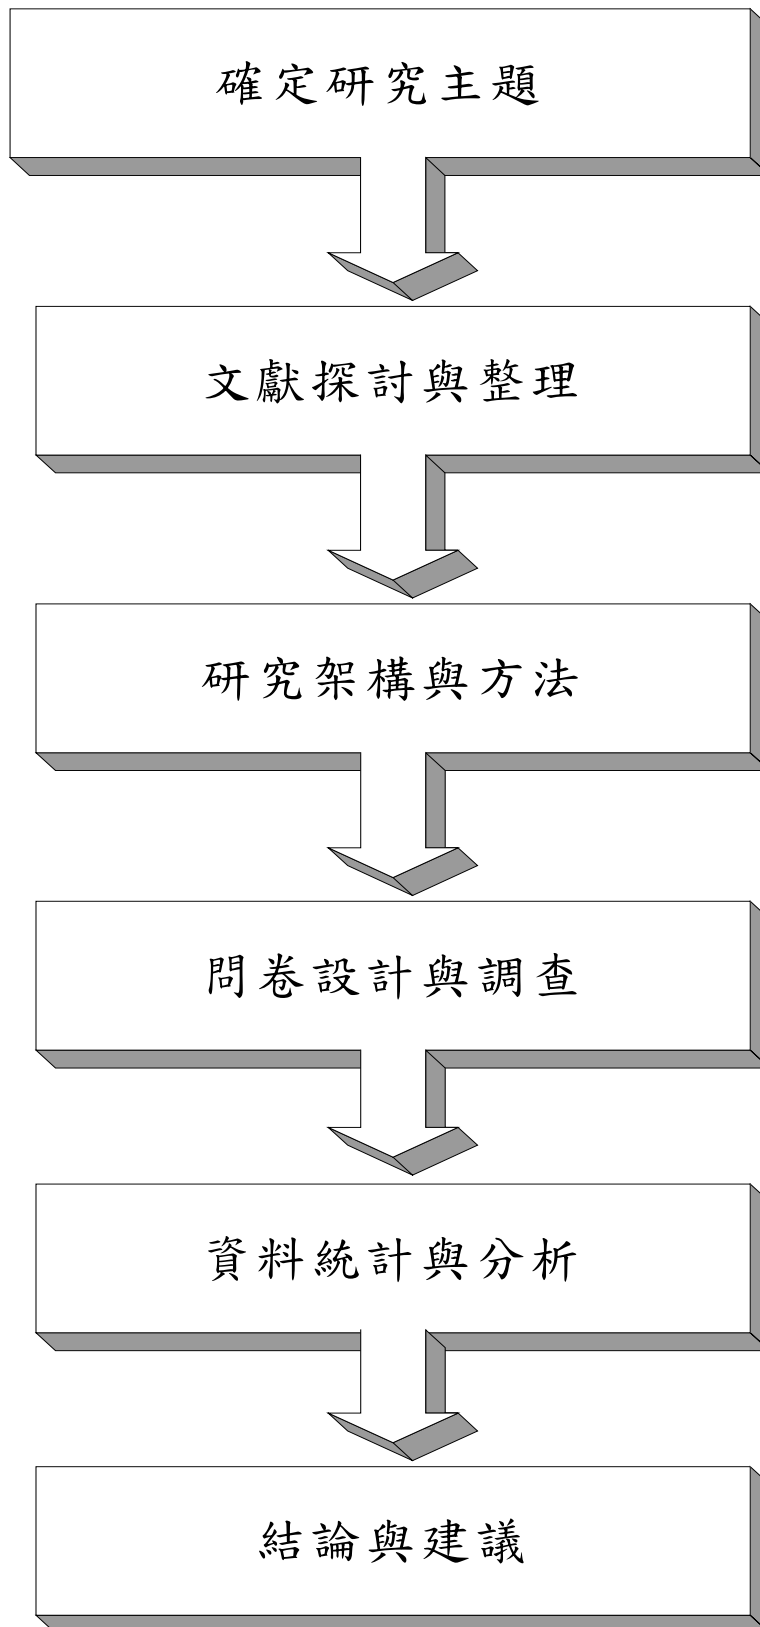 確定研究主題
文獻探討與整理
研究架構與方法
問卷設計與調查
資料統計與分析
結論與建議